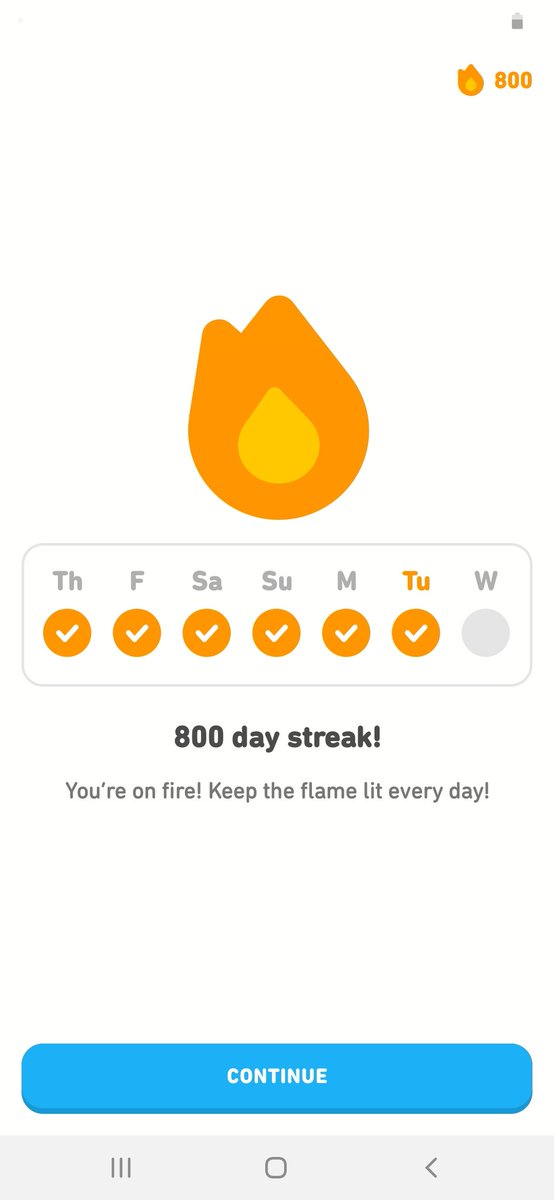 800
Th F Sa Su M Tu W
800 day streak!
You're on fire! Keep the flame lit every day!
CONTINUE